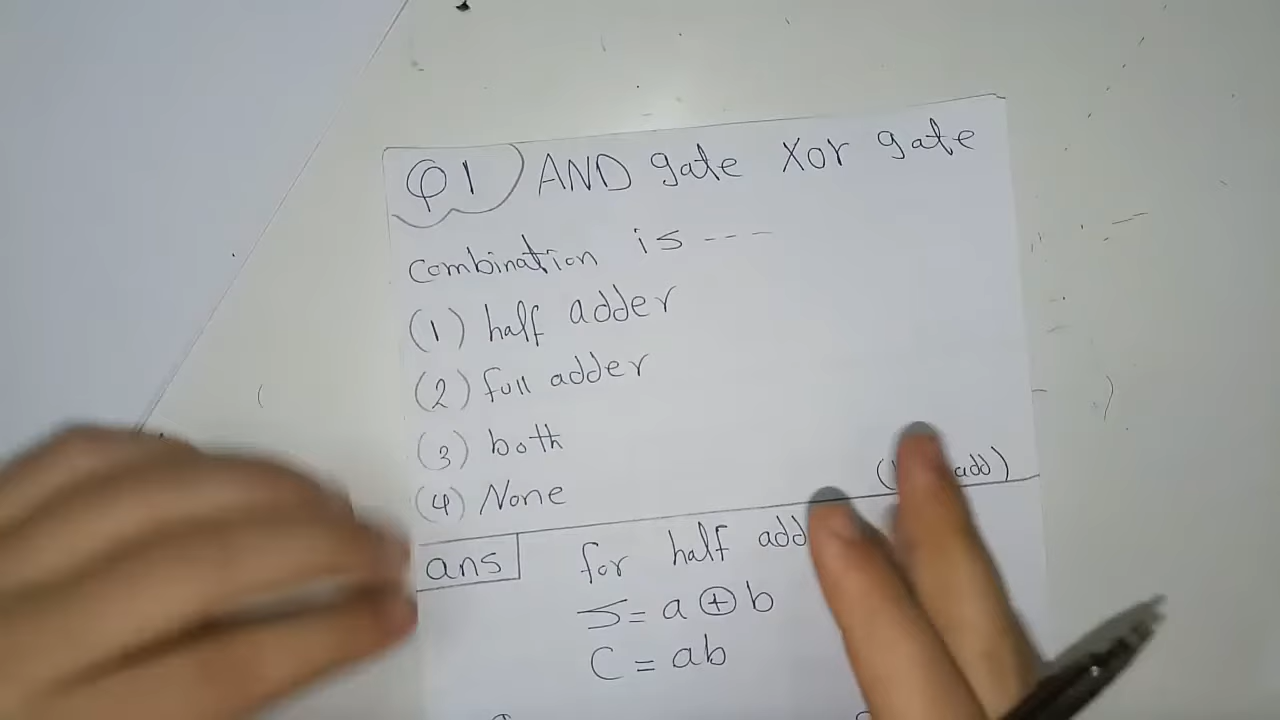 Q1) AND gate Xor gate
combination is ---
(1) half adder
(2) full adder
(3) both
(4) None
add)
ans
for half add
S = a ⊕ b
C = ab